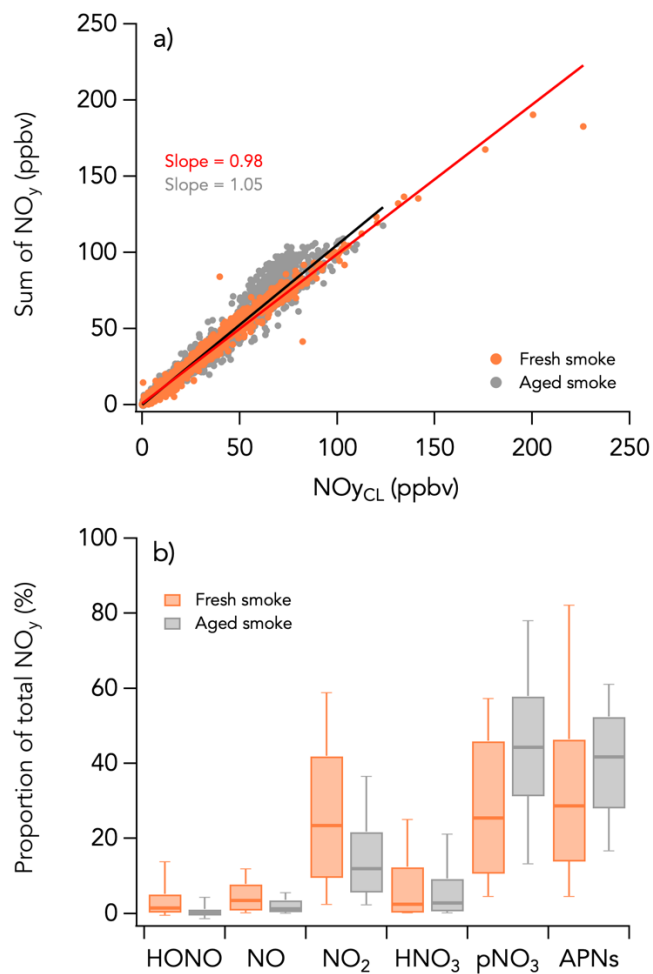 a)
250
200
150
100
50
0
Sum of NOy (ppbv)
Slope = 0.98
Slope = 1.05
Fresh smoke
Aged smoke
0 50 100 150 200 250
NOyCL (ppbv)
b)
100
80
60
40
20
0
Proportion of total NOy (%)
Fresh smoke
Aged smoke
HONO NO NO2 HNO3 pNO3 APNs